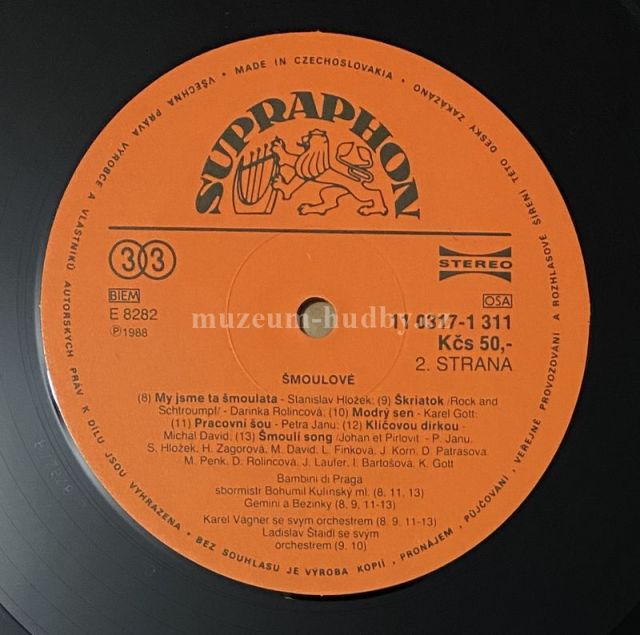 VŠECHNA PRÁVA VÝROBCE A VLASTNÍKŮ AUTORSKÝCH PRÁV K DÍLU JSOU VYHRAZENA • BEZ SOUHLASU JE VÝROBA KOPIÍ, PRONÁJEM, PŮJČOVÁNÍ, VEŘEJNÉ PROVOZOVÁNÍ A ROZHLASOVÉ ŠÍŘENÍ TÉTO DESKY ZAKÁZÁNO • MADE IN CZECHOSLOVAKIA •
SUPRAPHON
33
STEREO
BIEM
OSA
E 8282
℗1988
muzeum-hudby.cz
11 0817-1 311
Kčs 50,-
2. STRANA
ŠMOULOVÉ
(8) My jsme ta šmoulata - Stanislav Hložek; (9) Škriatok /Rock and
Schtroumpf/ - Darinka Rolincová; (10) Modrý sen - Karel Gott;
(11) Pracovní šou - Petra Janu; (12) Klíčovou dírkou -
Michal David; (13) Šmoulí song /Johan et Pirlovit/ - P. Janu,
S. Hložek, H. Zagorová, M. David, L. Finková, J. Korn, D. Patrasová,
M. Penk, D. Rolincová, J. Laufer, I. Bartošová, K. Gott
Bambini di Praga
sbormistr Bohumil Kulínský ml. (8, 11, 13)
Gemini a Bezinky (8, 9, 11-13)
Karel Vágner se svým orchestrem (8, 9, 11-13)
Ladislav Štaidl se svým
orchestrem (9, 10)